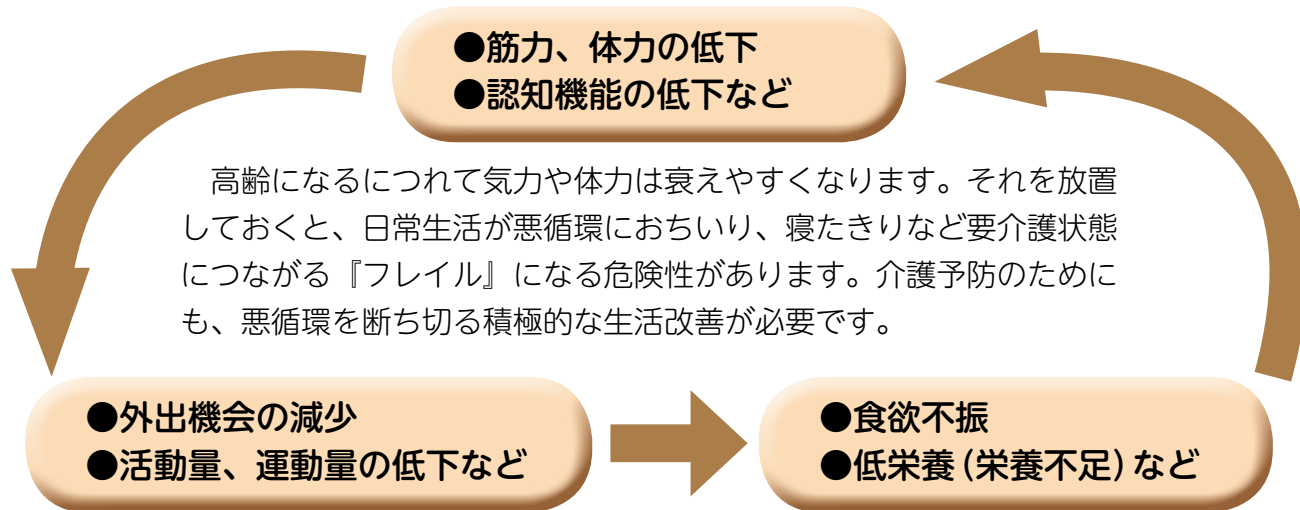 ●筋力、体力の低下
●認知機能の低下など
　高齢になるにつれて気力や体力は衰えやすくなります。それを放置
しておくと、日常生活が悪循環におちいり、寝たきりなど要介護状態
につながる『フレイル』になる危険性があります。介護予防のために
も、悪循環を断ち切る積極的な生活改善が必要です。
●外出機会の減少
●活動量、運動量の低下など
●食欲不振
●低栄養(栄養不足)など